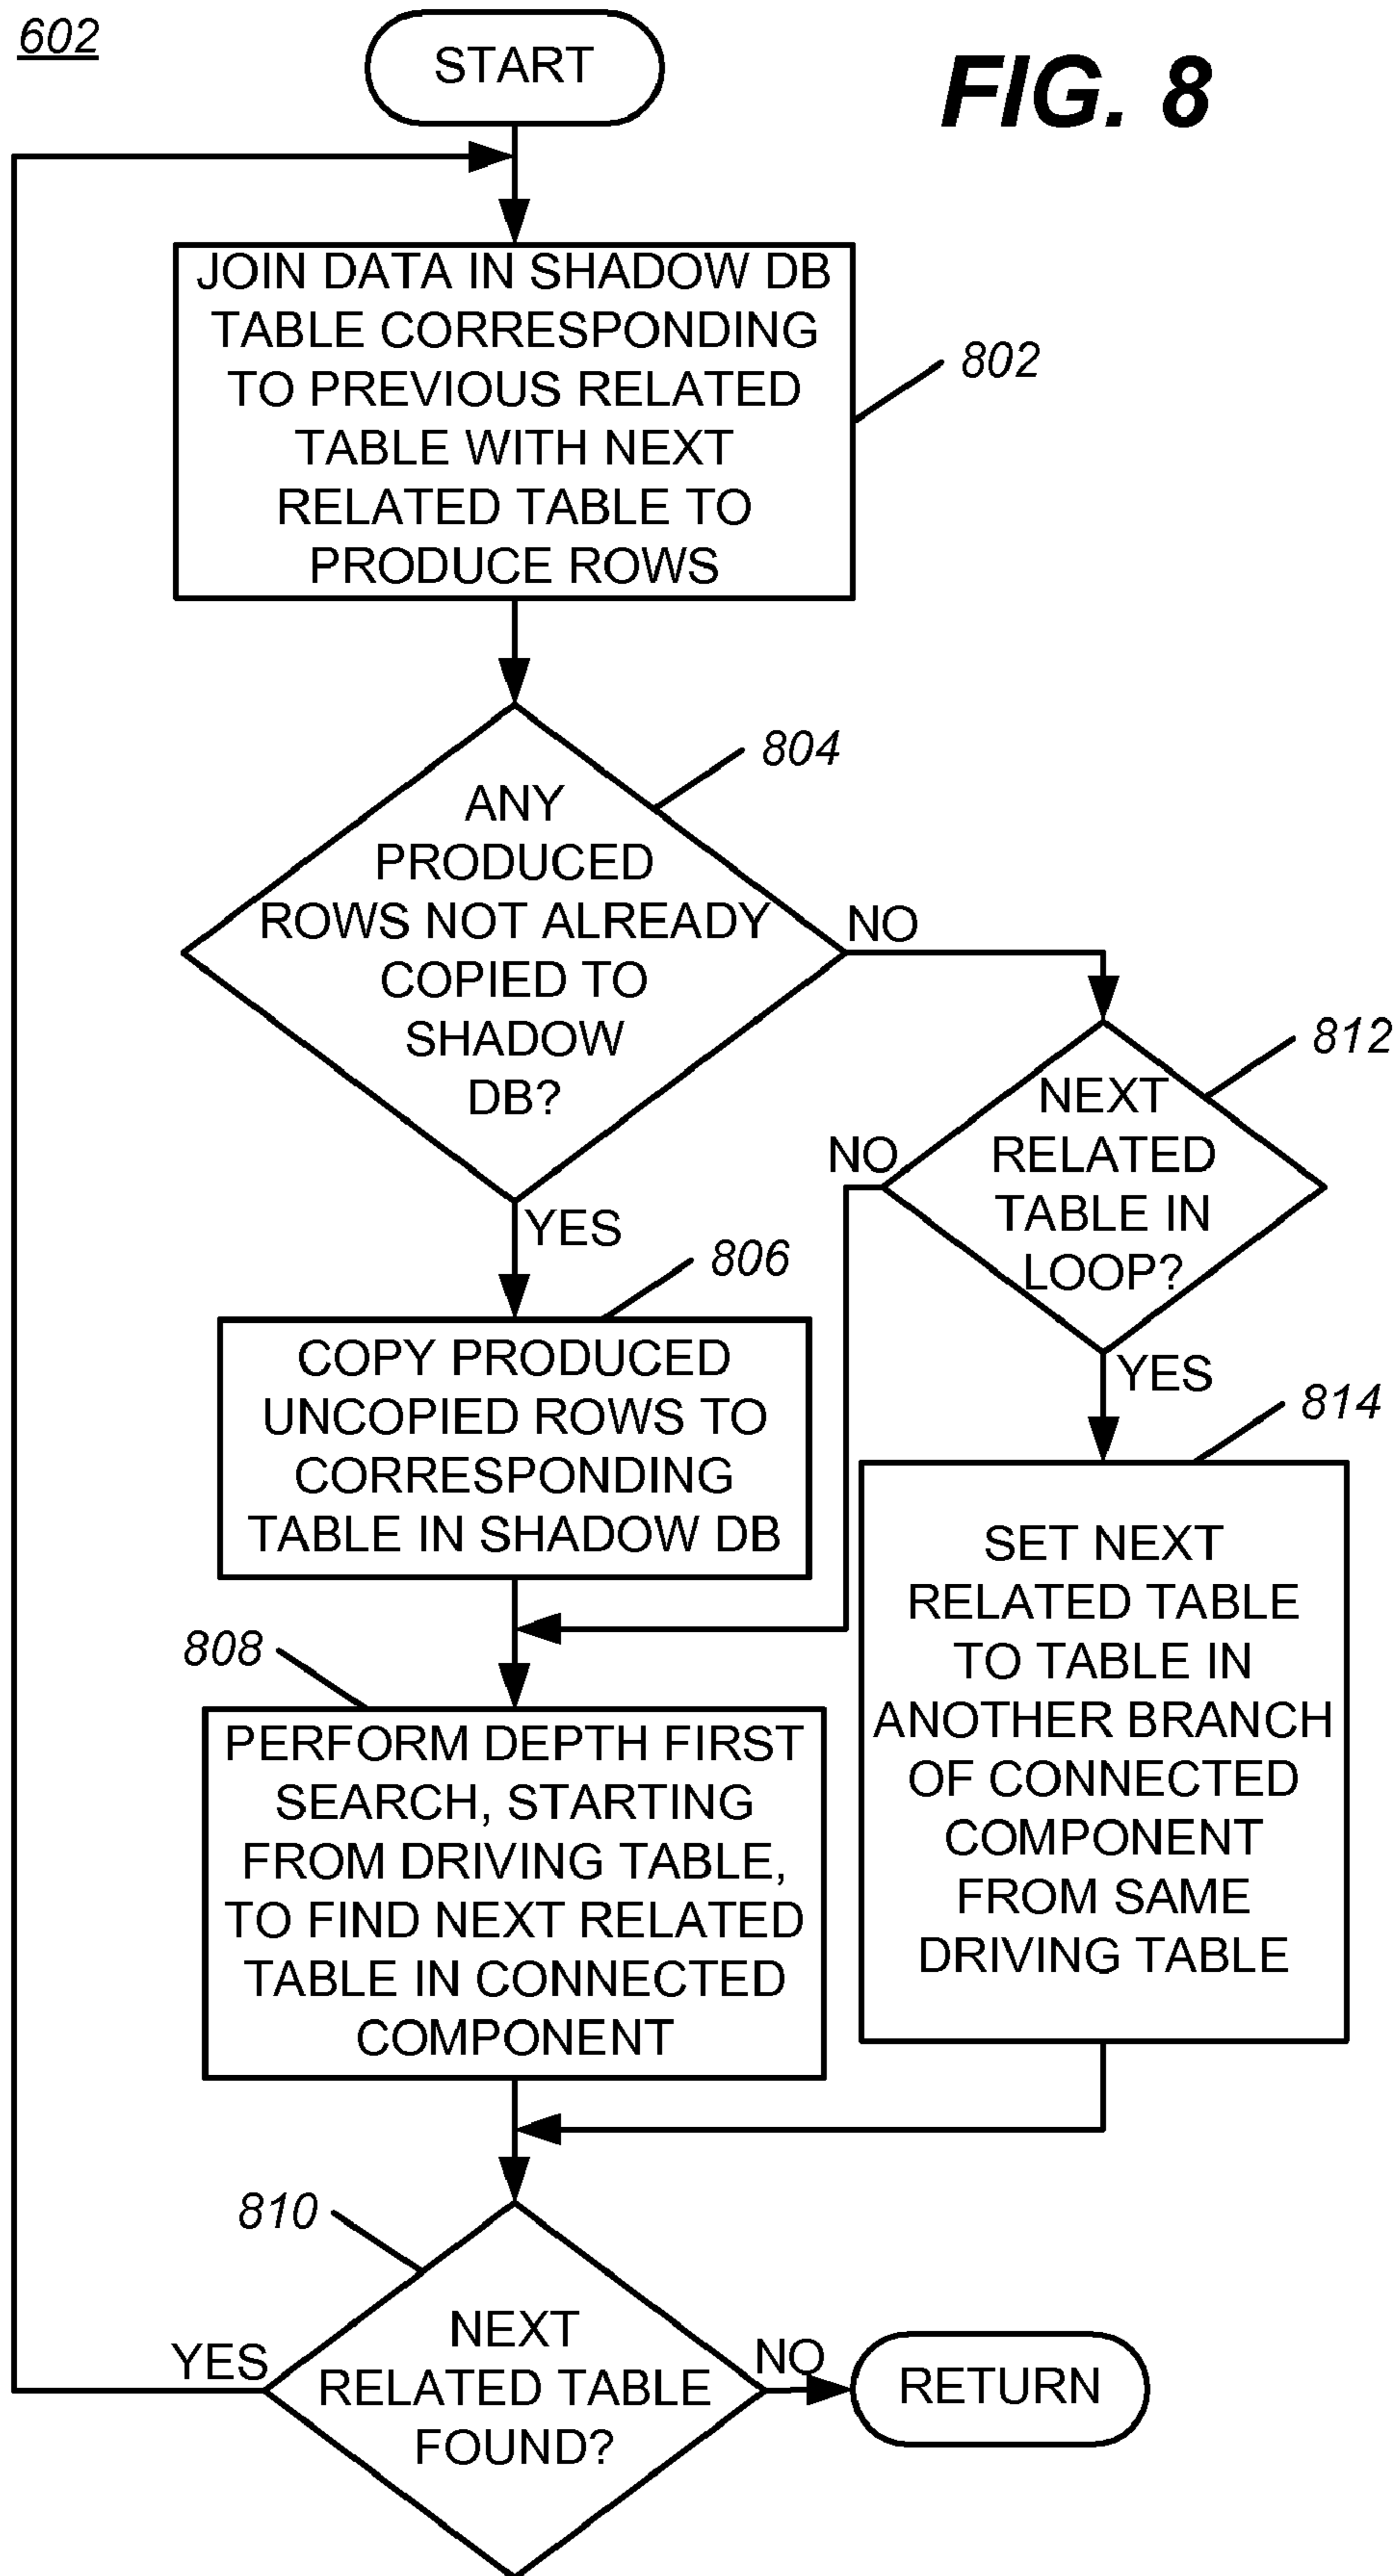 602
START
FIG. 8
JOIN DATA IN SHADOW DB
TABLE CORRESPONDING
TO PREVIOUS RELATED
TABLE WITH NEXT
RELATED TABLE TO
PRODUCE ROWS
802
804
ANY
PRODUCED
ROWS NOT ALREADY
COPIED TO
SHADOW
DB?
NO
YES
812
NEXT
RELATED
TABLE IN
LOOP?
NO
YES
806
COPY PRODUCED
UNCOPIED ROWS TO
CORRESPONDING
TABLE IN SHADOW DB
814
SET NEXT
RELATED TABLE
TO TABLE IN
ANOTHER BRANCH
OF CONNECTED
COMPONENT
FROM SAME
DRIVING TABLE
808
PERFORM DEPTH FIRST
SEARCH, STARTING
FROM DRIVING TABLE,
TO FIND NEXT RELATED
TABLE IN CONNECTED
COMPONENT
810
NEXT
RELATED TABLE
FOUND?
YES
NO
RETURN